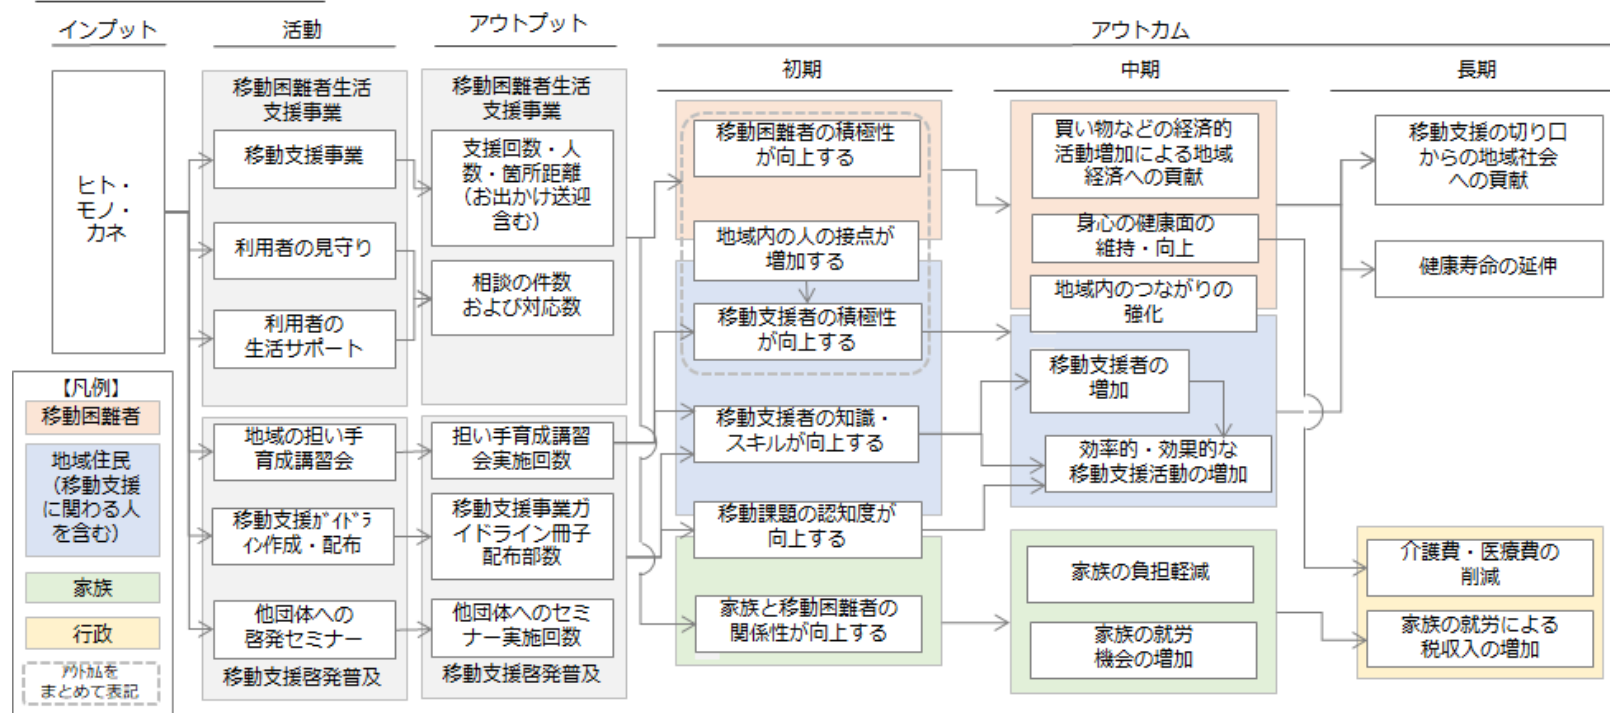 インプット
活動
アウトプット
アウトカム
初期
中期
長期
ヒト・
モノ・
カネ
移動困難者生活
支援事業
移動支援事業
利用者の見守り
利用者の
生活サポート
地域の担い手
育成講習会
移動支援ｶﾞｲﾄﾞﾗ
ｲﾝ作成・配布
他団体への
啓発セミナー
移動支援啓発普及
移動困難者生活
支援事業
支援回数・人
数・箇所距離
（お出かけ送迎
含む）
相談の件数
および対応数
担い手育成講習
会実施回数
移動支援事業ガ
イドライン冊子
配布部数
他団体へのセミ
ナー実施回数
移動支援啓発普及
移動困難者の積極性
が向上する
地域内の人の接点が
増加する
移動支援者の積極性
が向上する
移動支援者の知識・
スキルが向上する
移動課題の認知度が
向上する
家族と移動困難者の
関係性が向上する
買い物などの経済的
活動増加による地域
経済への貢献
身心の健康面の
維持・向上
地域内のつながりの
強化
移動支援者の
増加
効率的・効果的な
移動支援活動の増加
家族の負担軽減
家族の就労
機会の増加
移動支援の切り口
からの地域社会
への貢献
健康寿命の延伸
介護費・医療費の
削減
家族の就労による
税収入の増加
【凡例】
移動困難者
地域住民
（移動支援
に関わる人
を含む）
家族
行政
ｱｳﾄｶﾑを
まとめて表記